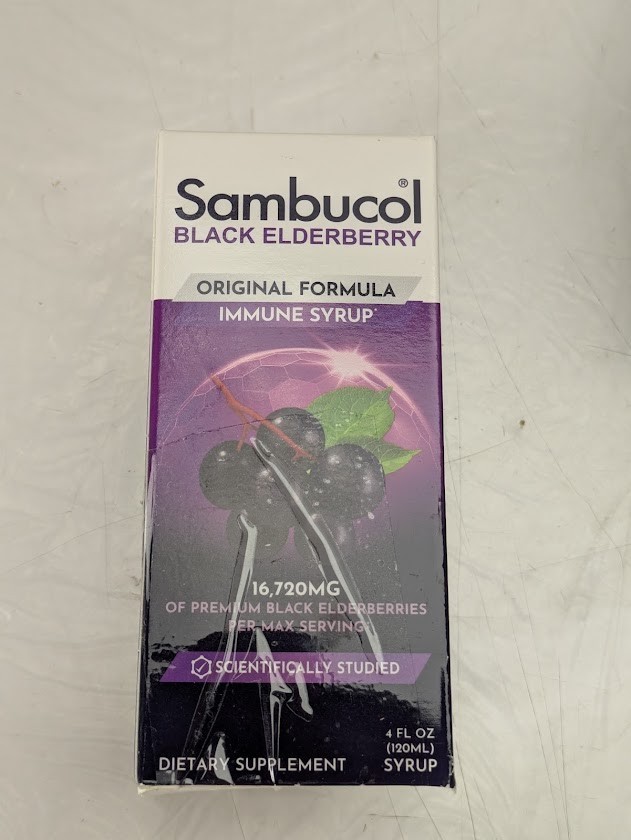 Sambucol®
BLACK ELDERBERRY
ORIGINAL FORMULA
IMMUNE SYRUP*
16,720MG
OF PREMIUM BLACK ELDERBERRIES
PER MAX SERVING
SCIENTIFICALLY STUDIED
4 FL OZ
(120ML)
DIETARY SUPPLEMENT SYRUP